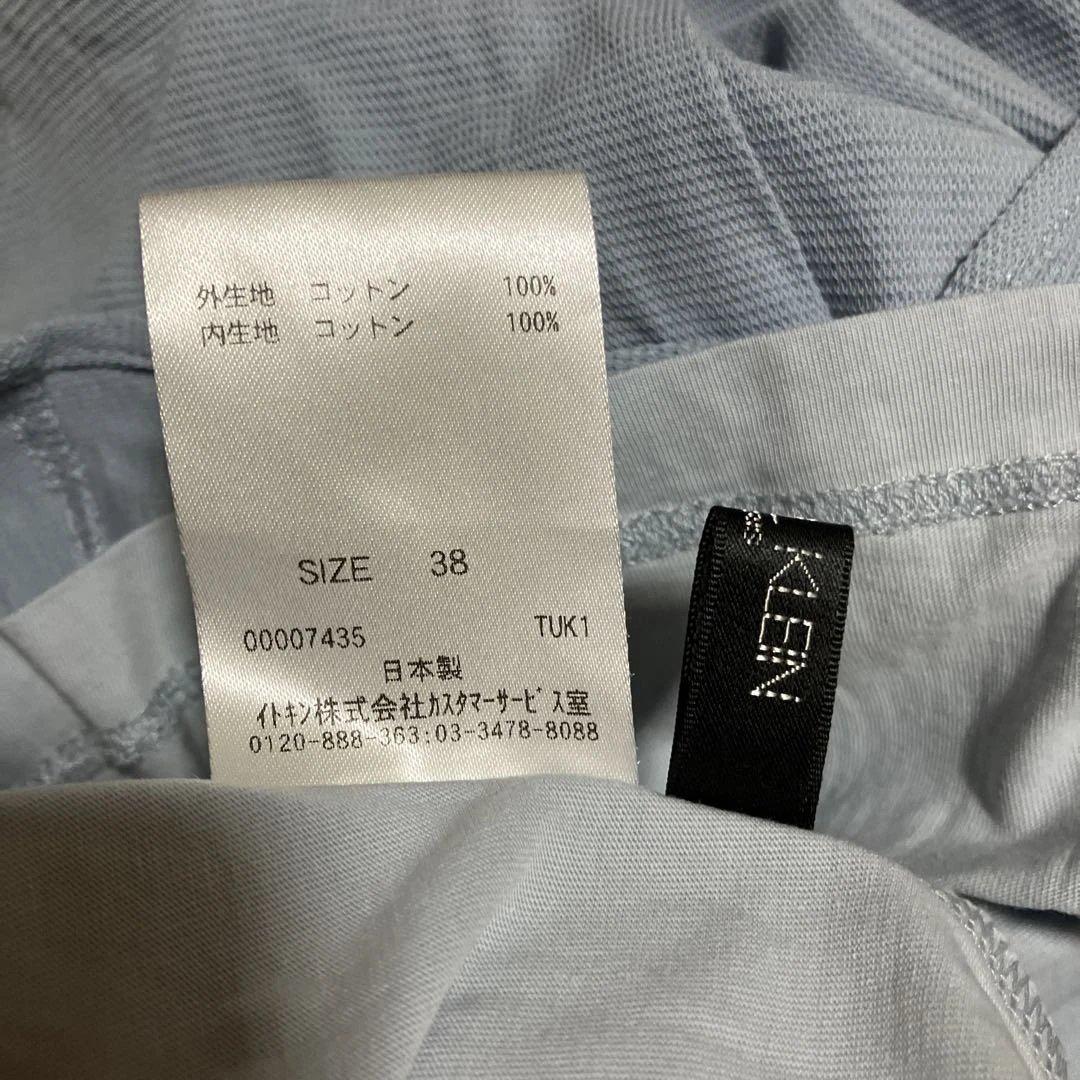 外生地 コットン 100%
内生地 コットン 100%
SIZE 38
00007435 TUK1
日本製
イトキン株式会社カスタマーサービス室
0120-888-363:03-3478-8088
KLEIN